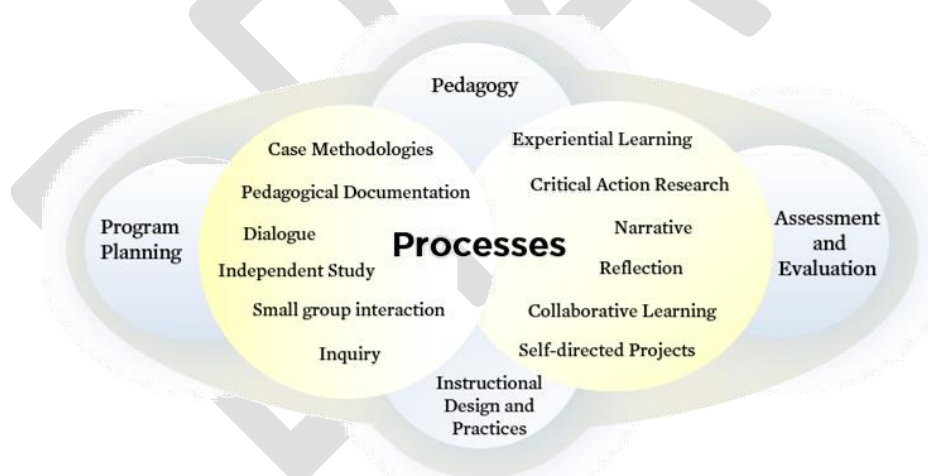 Pedagogy
Case Methodologies
Pedagogical Documentation
Dialogue
Independent Study
Small group interaction
Inquiry
Processes
Experiential Learning
Critical Action Research
Narrative
Reflection
Collaborative Learning
Self-directed Projects
Program
Planning
Assessment
and
Evaluation
Instructional
Design and
Practices